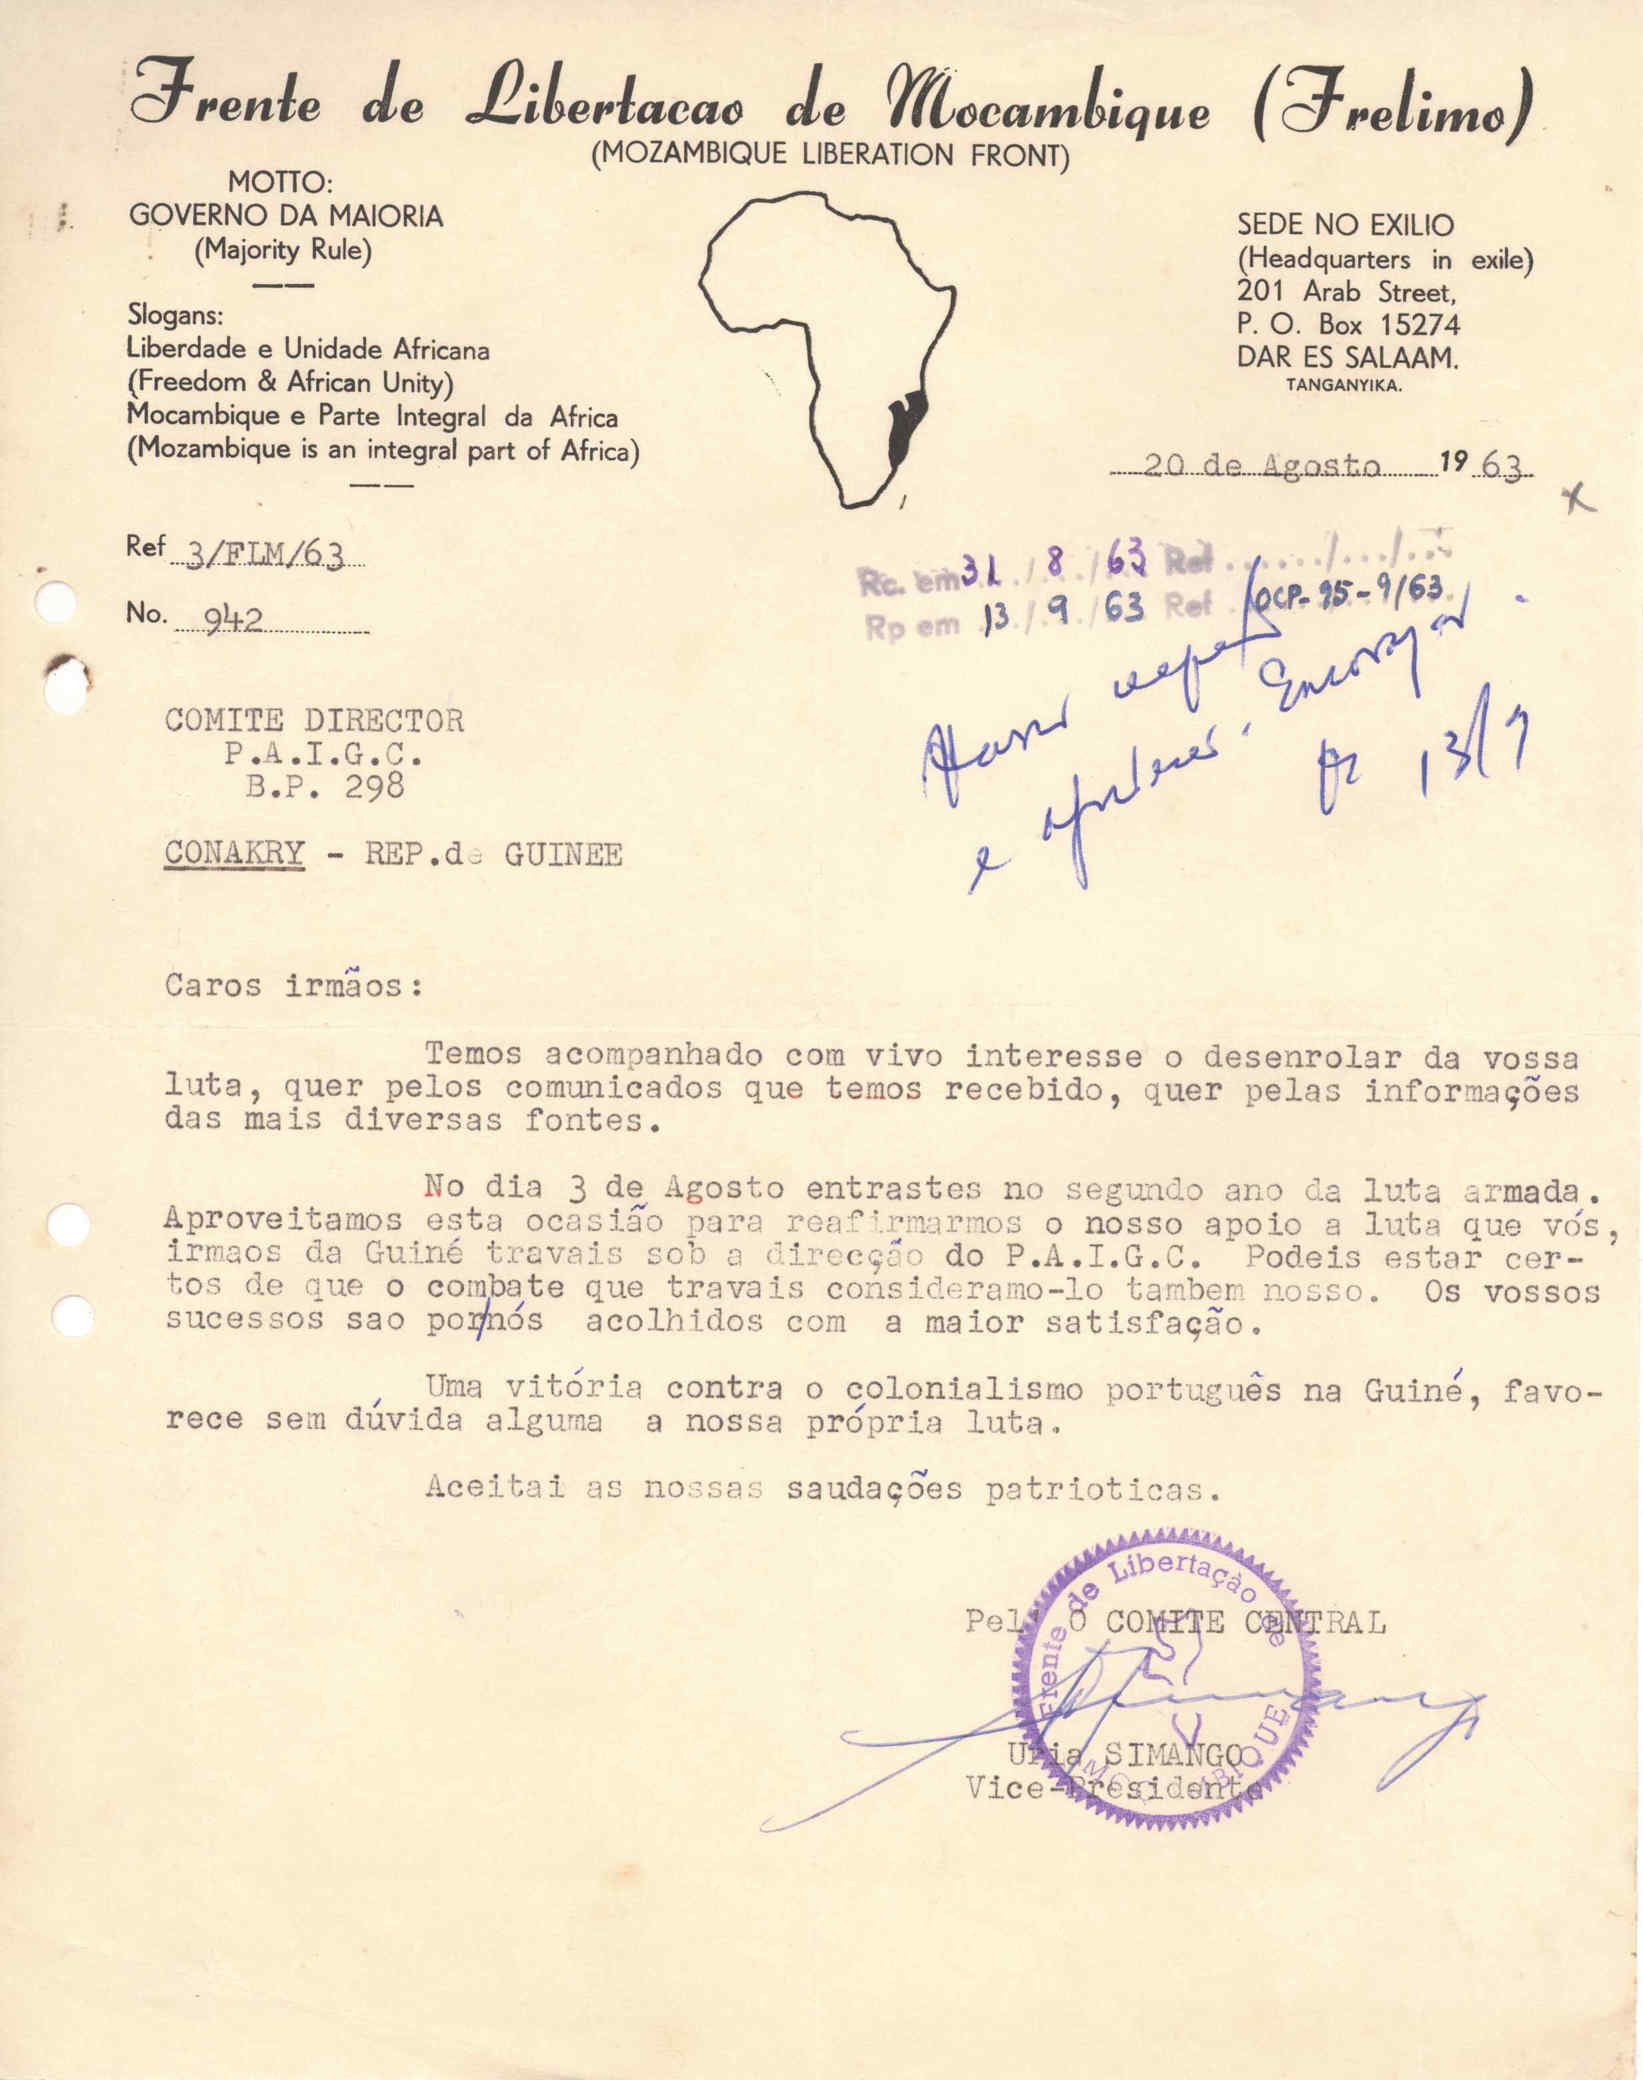 Frente de Libertacao de Mocambique (Frelimo)
(MOZAMBIQUE LIBERATION FRONT)
MOTTO:
GOVERNO DA MAIORIA
(Majority Rule)
Slogans:
Liberdade e Unidade Africana
(Freedom & African Unity)
Mocambique e Parte Integral da Africa
(Mozambique is an integral part of Africa)
SEDE NO EXILIO
(Headquarters in exile)
201 Arab Street,
P. O. Box 15274
DAR ES SALAAM.
TANGANYIKA.
20 de Agosto 1963
x
Ref 3/FLM/63
No. 942
Rc. em 31/8/63 Ref ....../.../...
Rp em 13/9/63 Ref OCP-95-9/63
e
13/9
COMITE DIRECTOR
P.A.I.G.C.
B.P. 298
CONAKRY - REP.de GUINEE
Caros irmãos:
Temos acompanhado com vivo interesse o desenrolar da vossa
luta, quer pelos comunicados que temos recebido, quer pelas informações
das mais diversas fontes.
No dia 3 de Agosto entrastes no segundo ano da luta armada.
Aproveitamos esta ocasião para reafirmarmos o nosso apoio a luta que vós,
irmaos da Guiné travais sob a direcção do P.A.I.G.C. Podeis estar cer-
tos de que o combate que travais consideramo-lo tambem nosso. Os vossos
sucessos sao por/nós acolhidos com a maior satisfação.
Uma vitória contra o colonialismo português na Guiné, favo-
rece sem dúvida alguma a nossa própria luta.
Aceitai as nossas saudações patrioticas.
Pel' O COMITE CENTRAL
Frente de Libertação de
MOÇAMBIQUE
Uria SIMANGO
Vice-Presidente